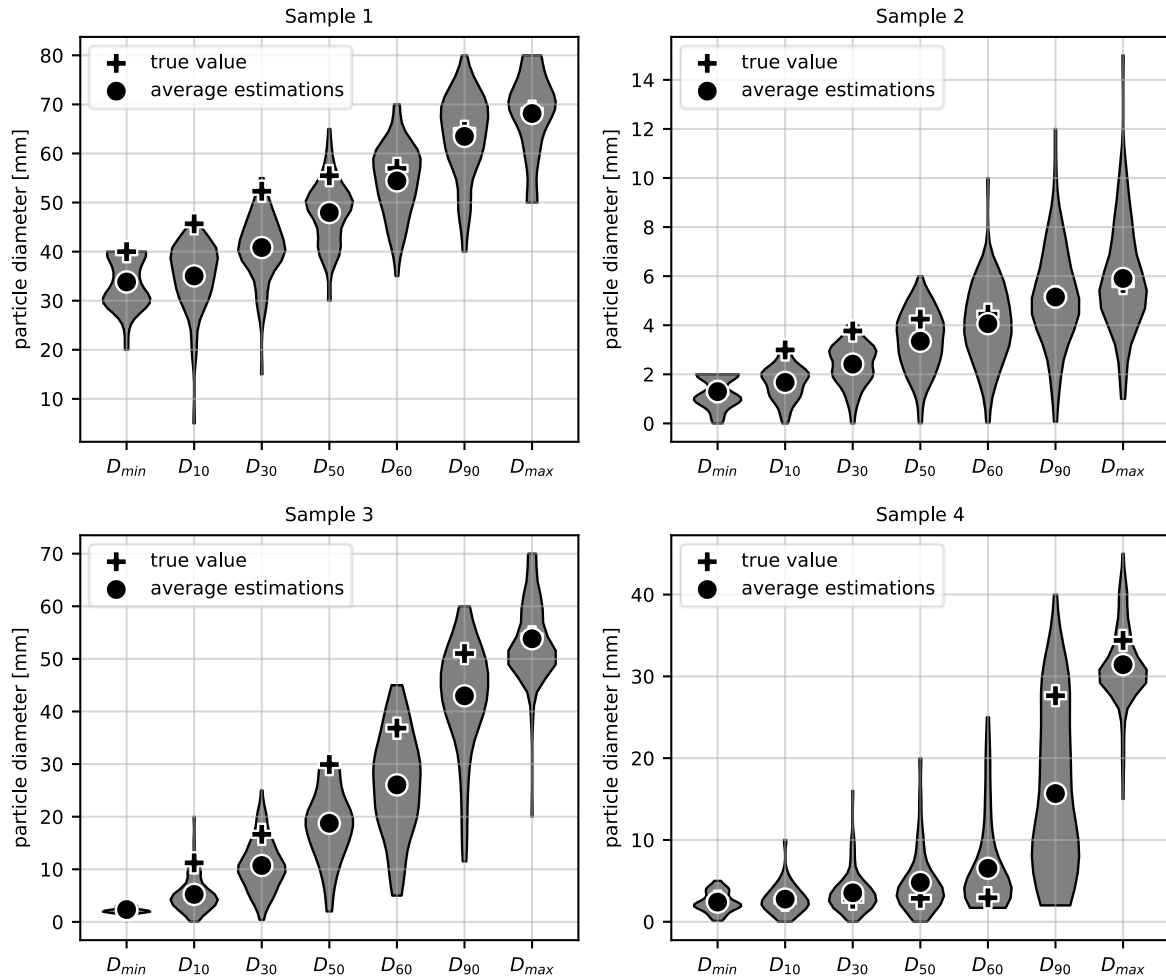 Sample 1
true value
average estimations
particle diameter [mm]
80
70
60
50
40
30
20
10
D_min D_10 D_30 D_50 D_60 D_90 D_max
Sample 2
true value
average estimations
particle diameter [mm]
14
12
10
8
6
4
2
0
D_min D_10 D_30 D_50 D_60 D_90 D_max
Sample 3
true value
average estimations
particle diameter [mm]
70
60
50
40
30
20
10
0
D_min D_10 D_30 D_50 D_60 D_90 D_max
Sample 4
true value
average estimations
particle diameter [mm]
40
30
20
10
0
D_min D_10 D_30 D_50 D_60 D_90 D_max